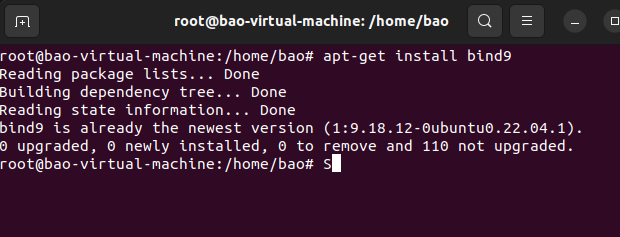 root@bao-virtual-machine: /home/bao
root@bao-virtual-machine:/home/bao# apt-get install bind9
Reading package lists... Done
Building dependency tree... Done
Reading state information... Done
bind9 is already the newest version (1:9.18.12-0ubuntu0.22.04.1).
0 upgraded, 0 newly installed, 0 to remove and 110 not upgraded.
root@bao-virtual-machine:/home/bao# S